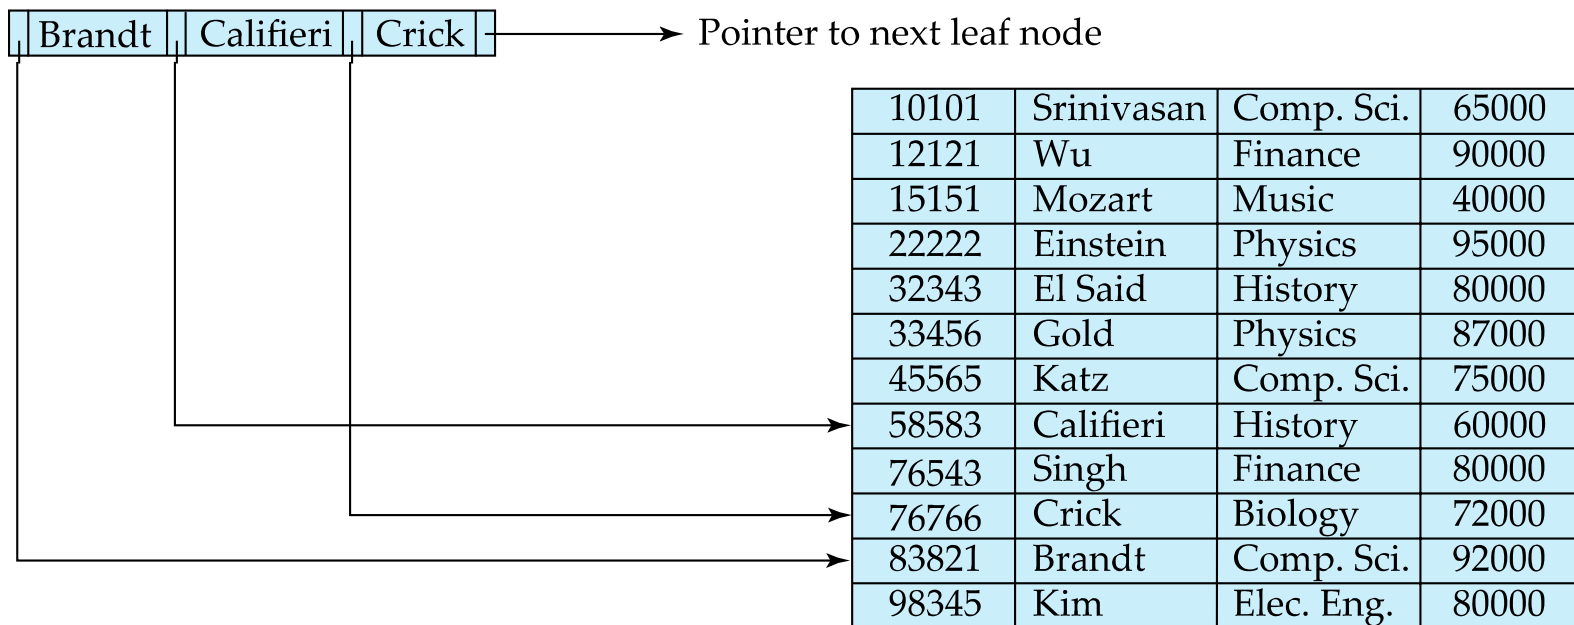 Brandt Califieri Crick Pointer to next leaf node
10101 Srinivasan Comp. Sci. 65000
12121 Wu Finance 90000
15151 Mozart Music 40000
22222 Einstein Physics 95000
32343 El Said History 80000
33456 Gold Physics 87000
45565 Katz Comp. Sci. 75000
58583 Califieri History 60000
76543 Singh Finance 80000
76766 Crick Biology 72000
83821 Brandt Comp. Sci. 92000
98345 Kim Elec. Eng. 80000